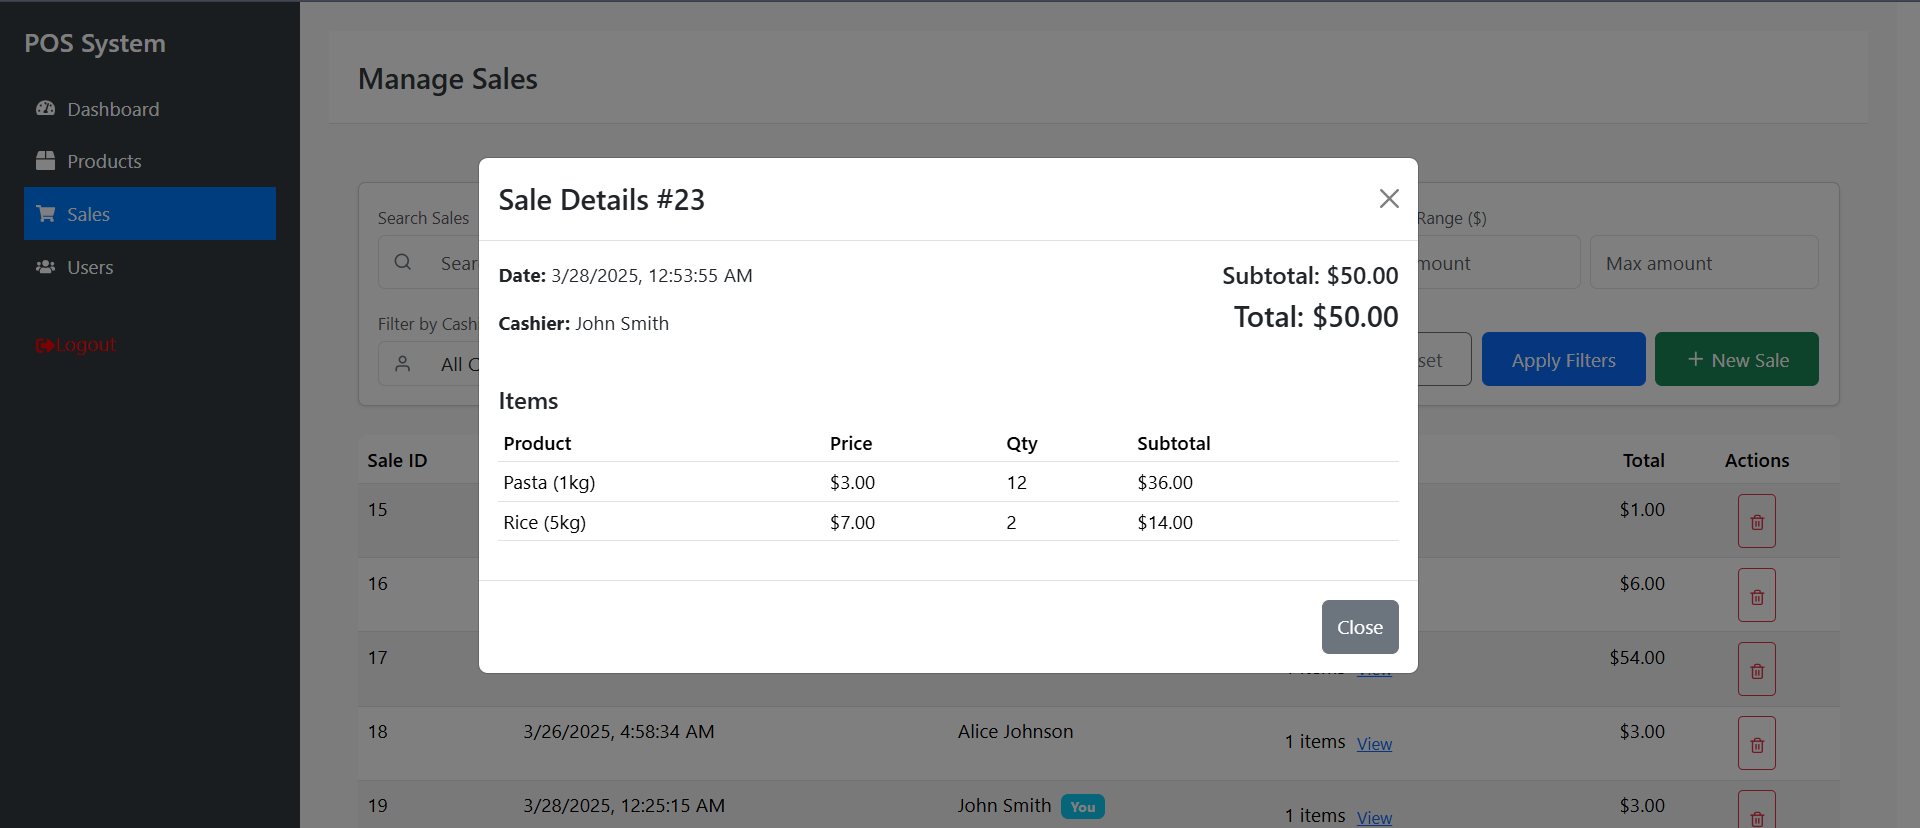 POS System
Dashboard
Products
Sales
Users
Logout
Manage Sales
Search Sales
Sear
Range ($)
mount
Max amount
Filter by Cashi
All C
set
Apply Filters
New Sale
Sale Details #23
Date: 3/28/2025, 12:53:55 AM
Subtotal: $50.00
Cashier: John Smith
Total: $50.00
Items
Product Price Qty Subtotal
Pasta (1kg) $3.00 12 $36.00
Rice (5kg) $7.00 2 $14.00
Close
Sale ID Total Actions
15 $1.00
16 $6.00
17 $54.00
18 3/26/2025, 4:58:34 AM Alice Johnson 1 items View $3.00
19 3/28/2025, 12:25:15 AM John Smith You 1 items View $3.00